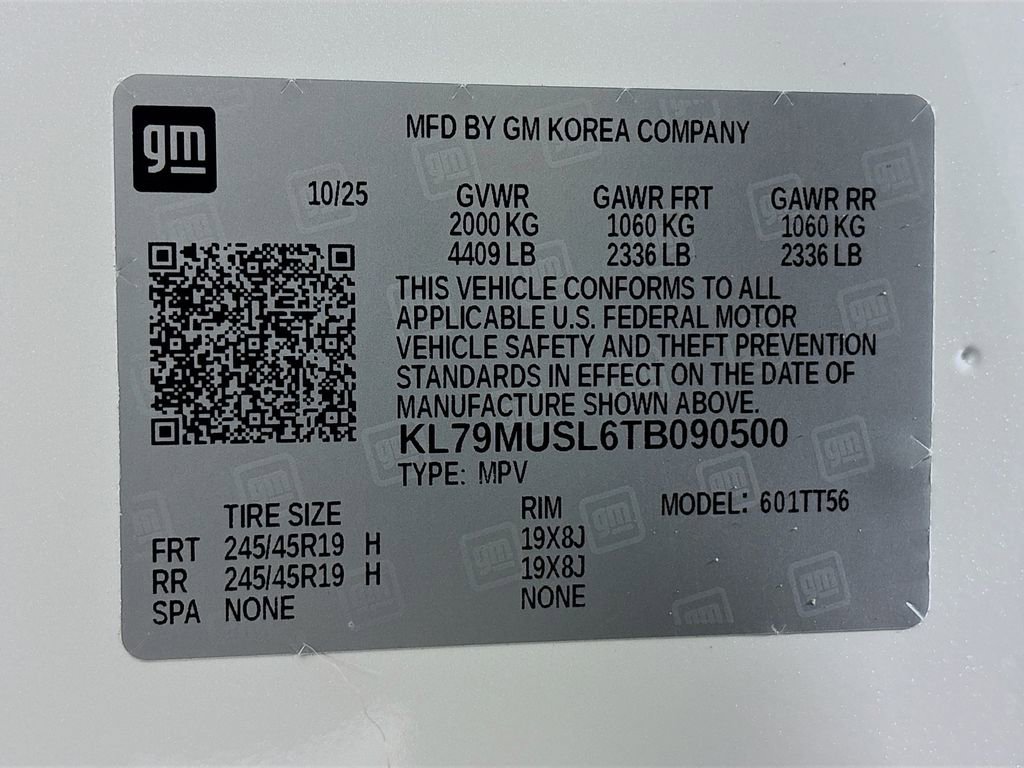 gm
MFD BY GM KOREA COMPANY
10/25 GVWR GAWR FRT GAWR RR
2000 KG 1060 KG 1060 KG
4409 LB 2336 LB 2336 LB
THIS VEHICLE CONFORMS TO ALL
APPLICABLE U.S. FEDERAL MOTOR
VEHICLE SAFETY AND THEFT PREVENTION
STANDARDS IN EFFECT ON THE DATE OF
MANUFACTURE SHOWN ABOVE.
KL79MUSL6TB090500
TYPE: MPV
TIRE SIZE RIM MODEL: 601TT56
FRT 245/45R19 H 19X8J
RR 245/45R19 H 19X8J
SPA NONE NONE